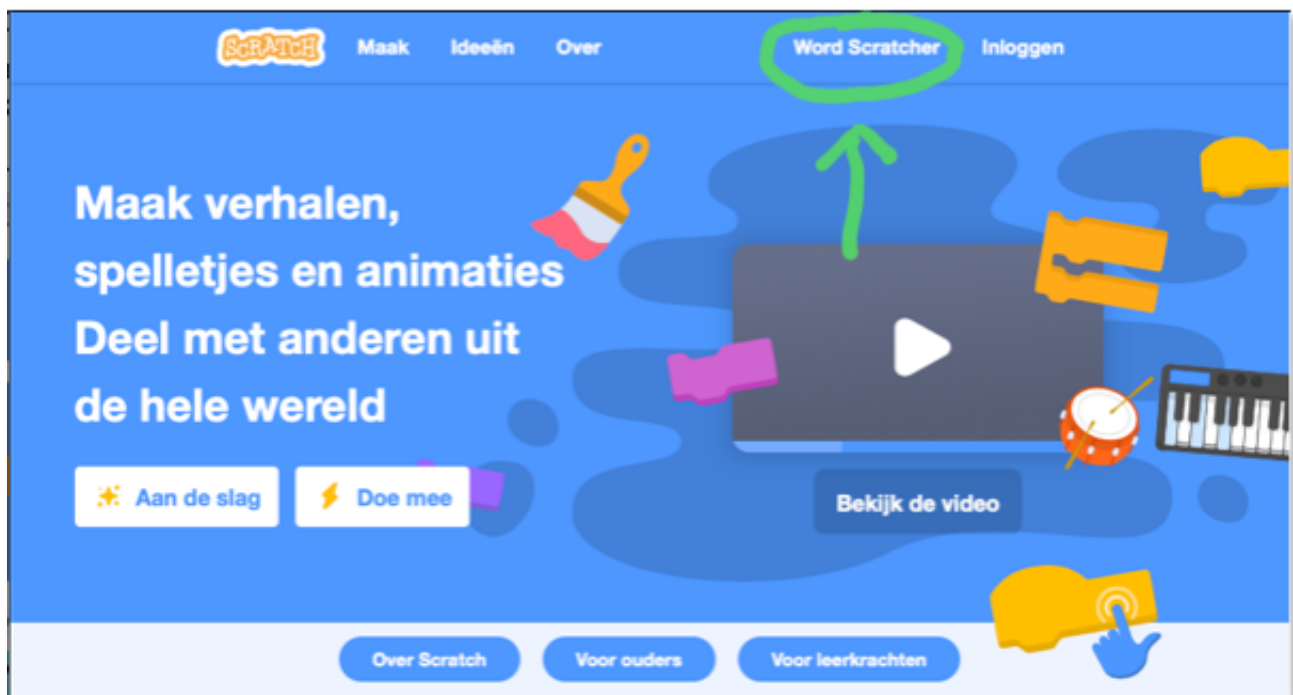 SCRATCH Maak Ideeën Over Word Scratcher Inloggen
Maak verhalen,
spelletjes en animaties
Deel met anderen uit
de hele wereld
Aan de slag Doe mee
Bekijk de video
Over Scratch Voor ouders Voor leerkrachten